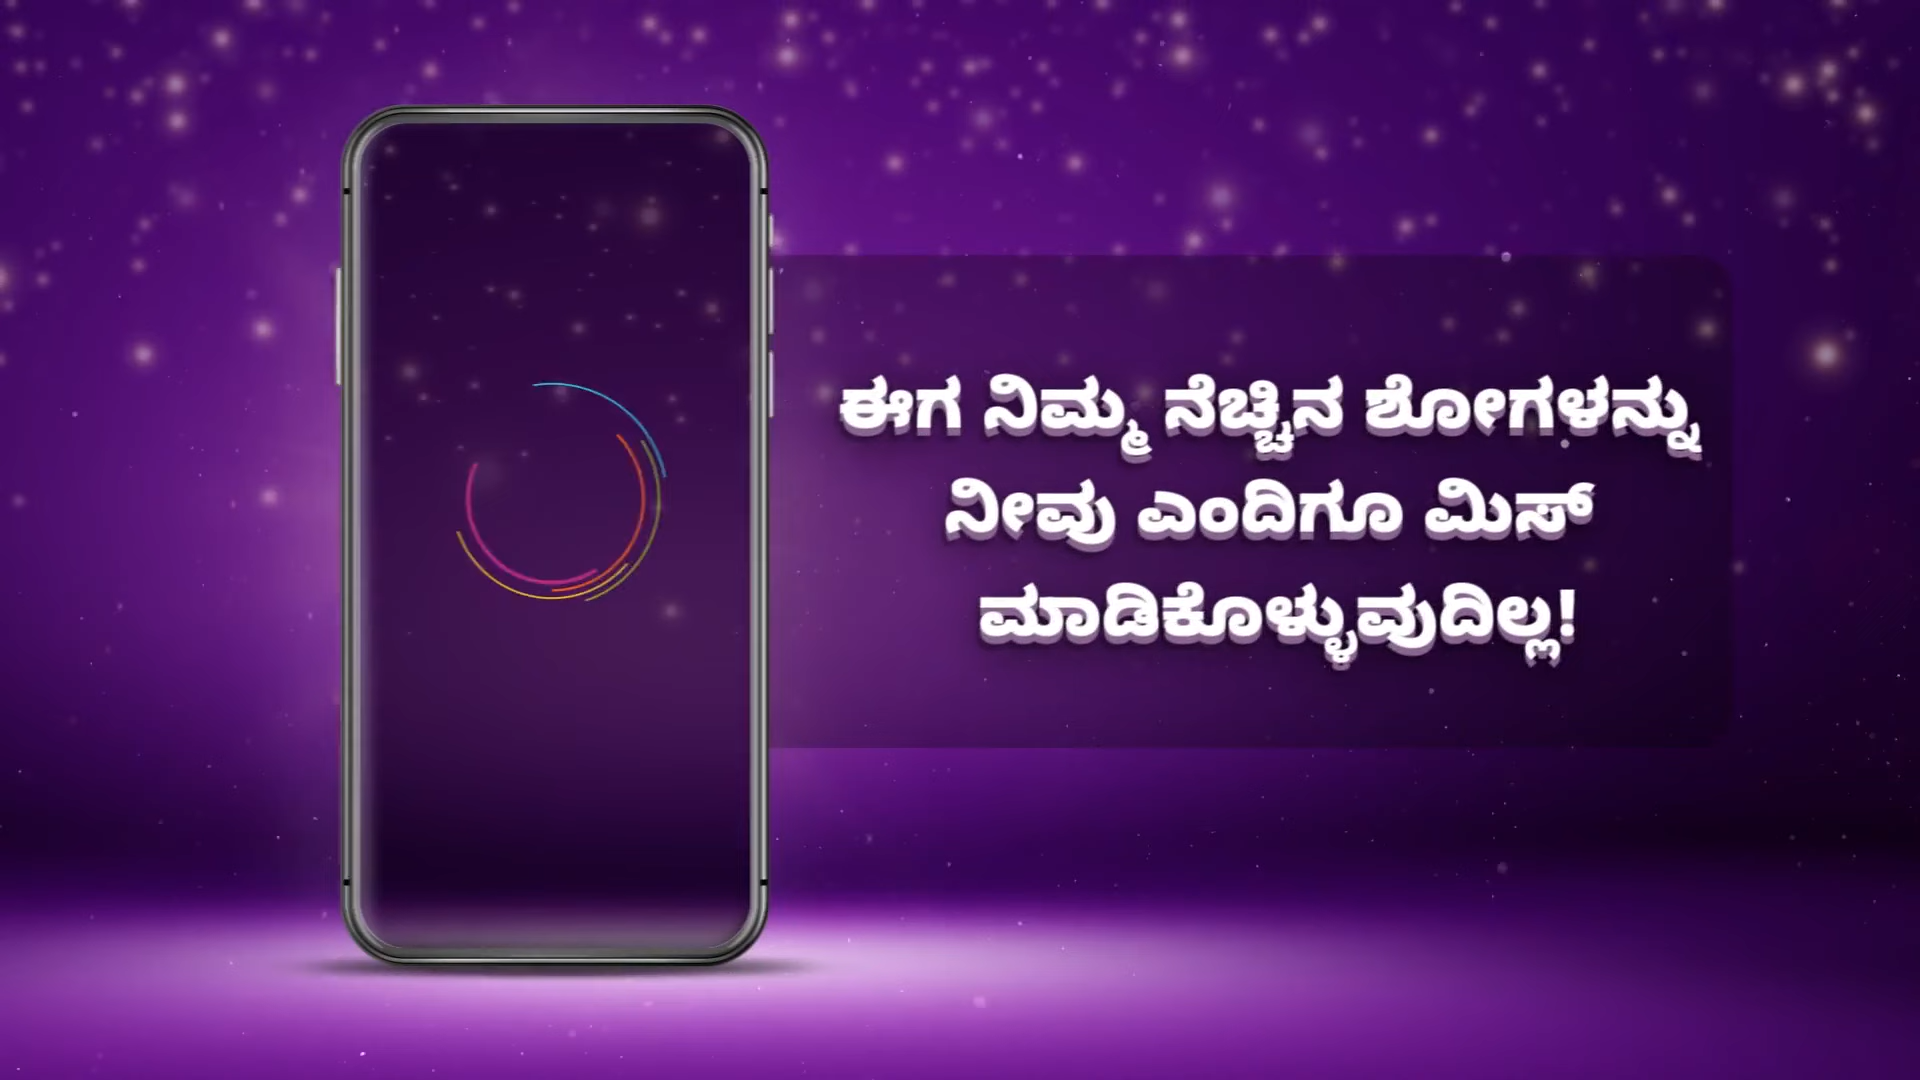 ಈಗ ನಿಮ್ಮ ನೆಚ್ಚಿನ ಶೋಗಳನ್ನು
ನೀವು ಎಂದಿಗೂ ಮಿಸ್
ಮಾಡಿಕೊಳ್ಳುವುದಿಲ್ಲ!